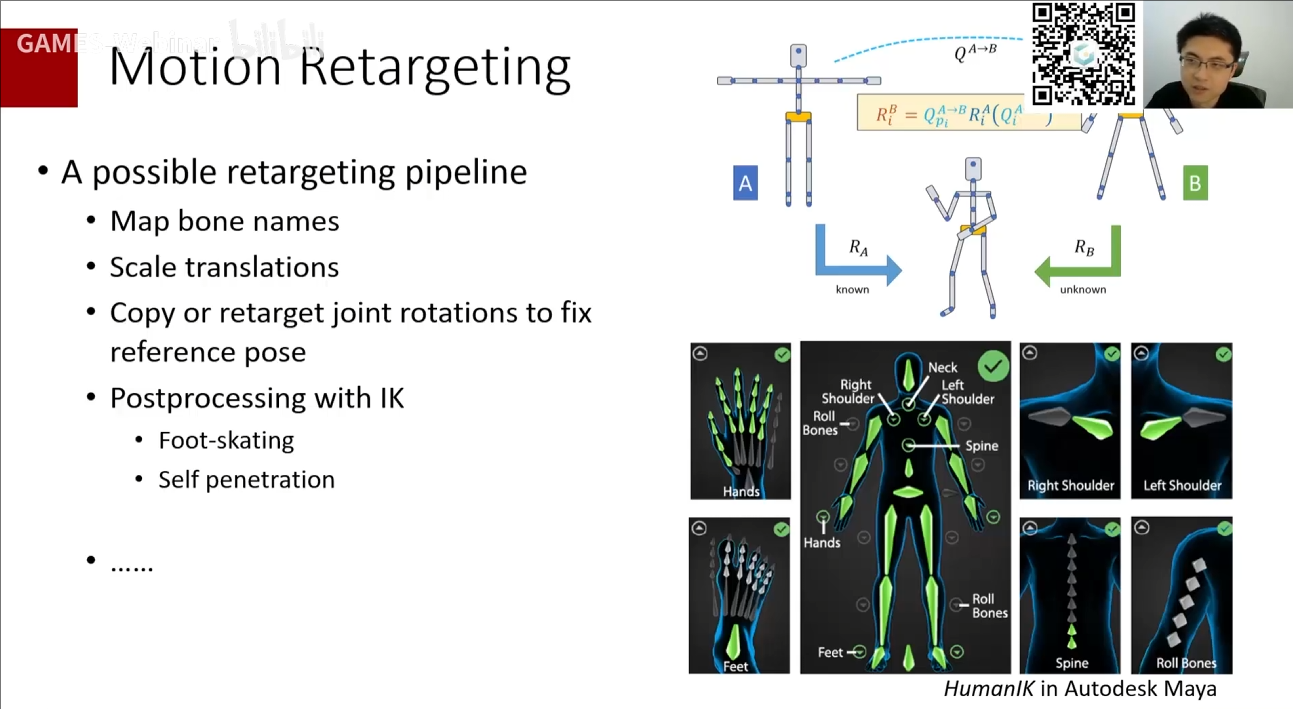 GAMES-Webinar bilibili
Motion Retargeting
• A possible retargeting pipeline
• Map bone names
• Scale translations
• Copy or retarget joint rotations to fix
reference pose
• Postprocessing with IK
• Foot-skating
• Self penetration
• ……
Q^{A→B}
R_i^B = Q_{p_i}^{A→B} R_i^A (Q_i^A )
A
B
R_A
known
R_B
unknown
Hands
Neck
Right
Shoulder
Left
Shoulder
Roll
Bones
Spine
Hands
Roll
Bones
Feet
Right Shoulder
Left Shoulder
Feet
Spine
Roll Bones
HumanIK in Autodesk Maya